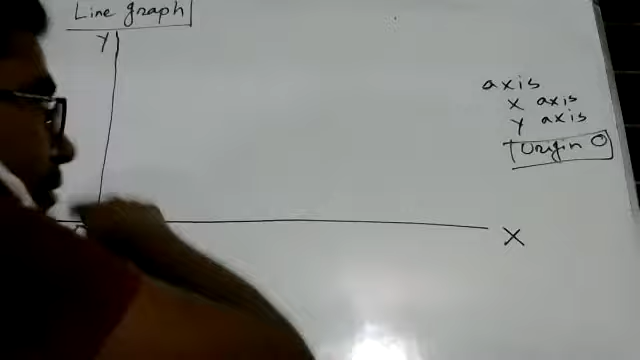 Line graph
Y
axis
X axis
Y axis
Origin O
X